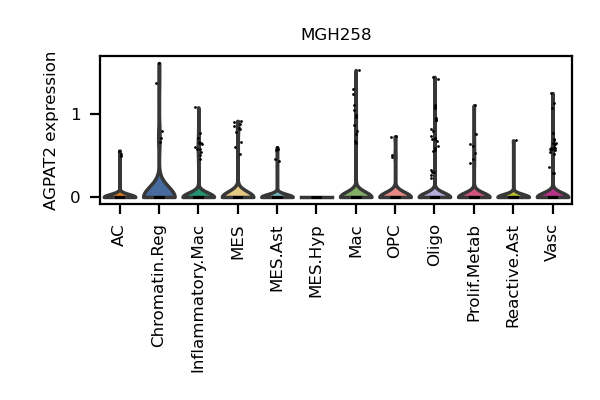 MGH258
AGPAT2 expression
1
0
AC
Chromatin.Reg
Inflammatory.Mac
MES
MES.Ast
MES.Hyp
Mac
OPC
Oligo
Prolif.Metab
Reactive.Ast
Vasc